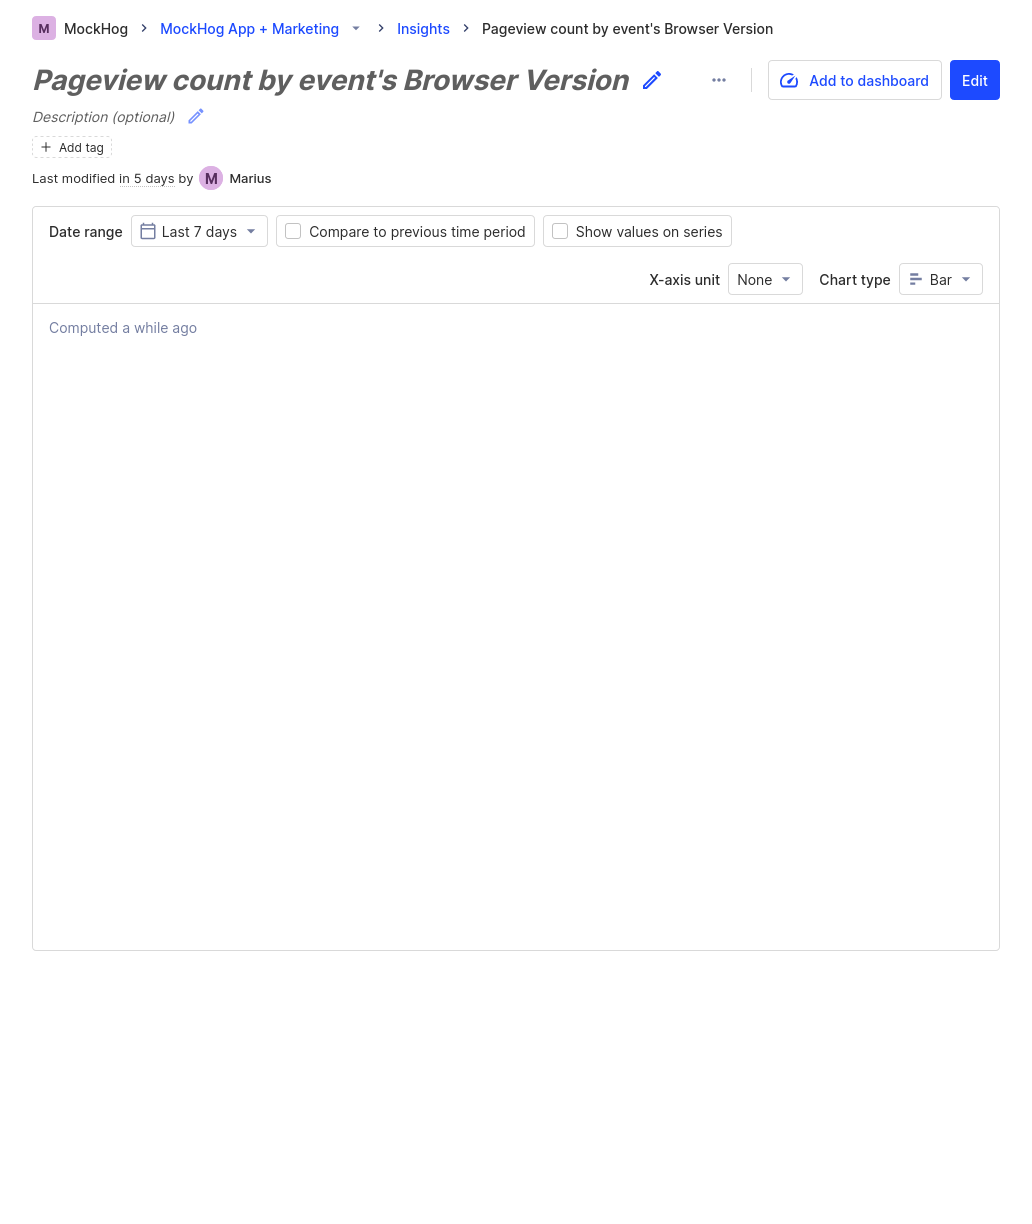 M MockHog MockHog App + Marketing Insights Pageview count by event's Browser Version
Pageview count by event's Browser Version
Add to dashboard Edit
Description (optional)
Add tag
Last modified in 5 days by M Marius
Date range Last 7 days Compare to previous time period Show values on series
X-axis unit None Chart type Bar
Computed a while ago